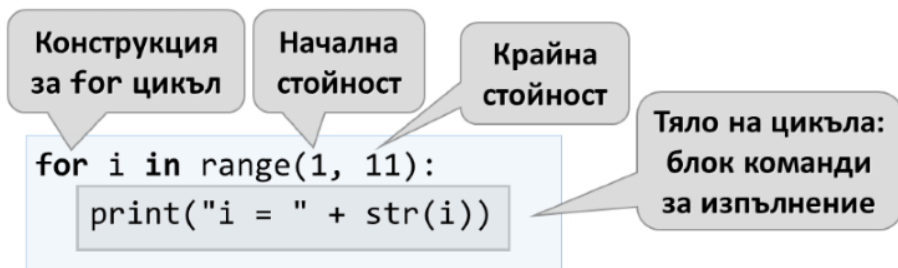 Конструкция
за for цикъл
Начална
стойност
Крайна
стойност
Тяло на цикъла:
блок команди
за изпълнение
for i in range(1, 11):
print("i = " + str(i))